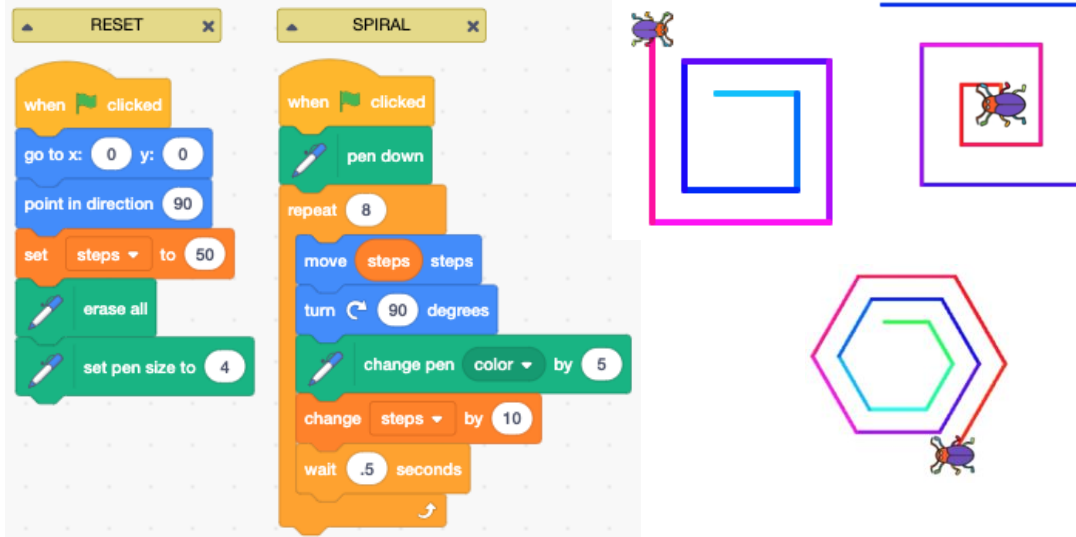 RESET
when clicked
go to x: 0 y: 0
point in direction 90
set steps to 50
erase all
set pen size to 4
SPIRAL
when clicked
pen down
repeat 8
move steps steps
turn 90 degrees
change pen color by 5
change steps by 10
wait .5 seconds